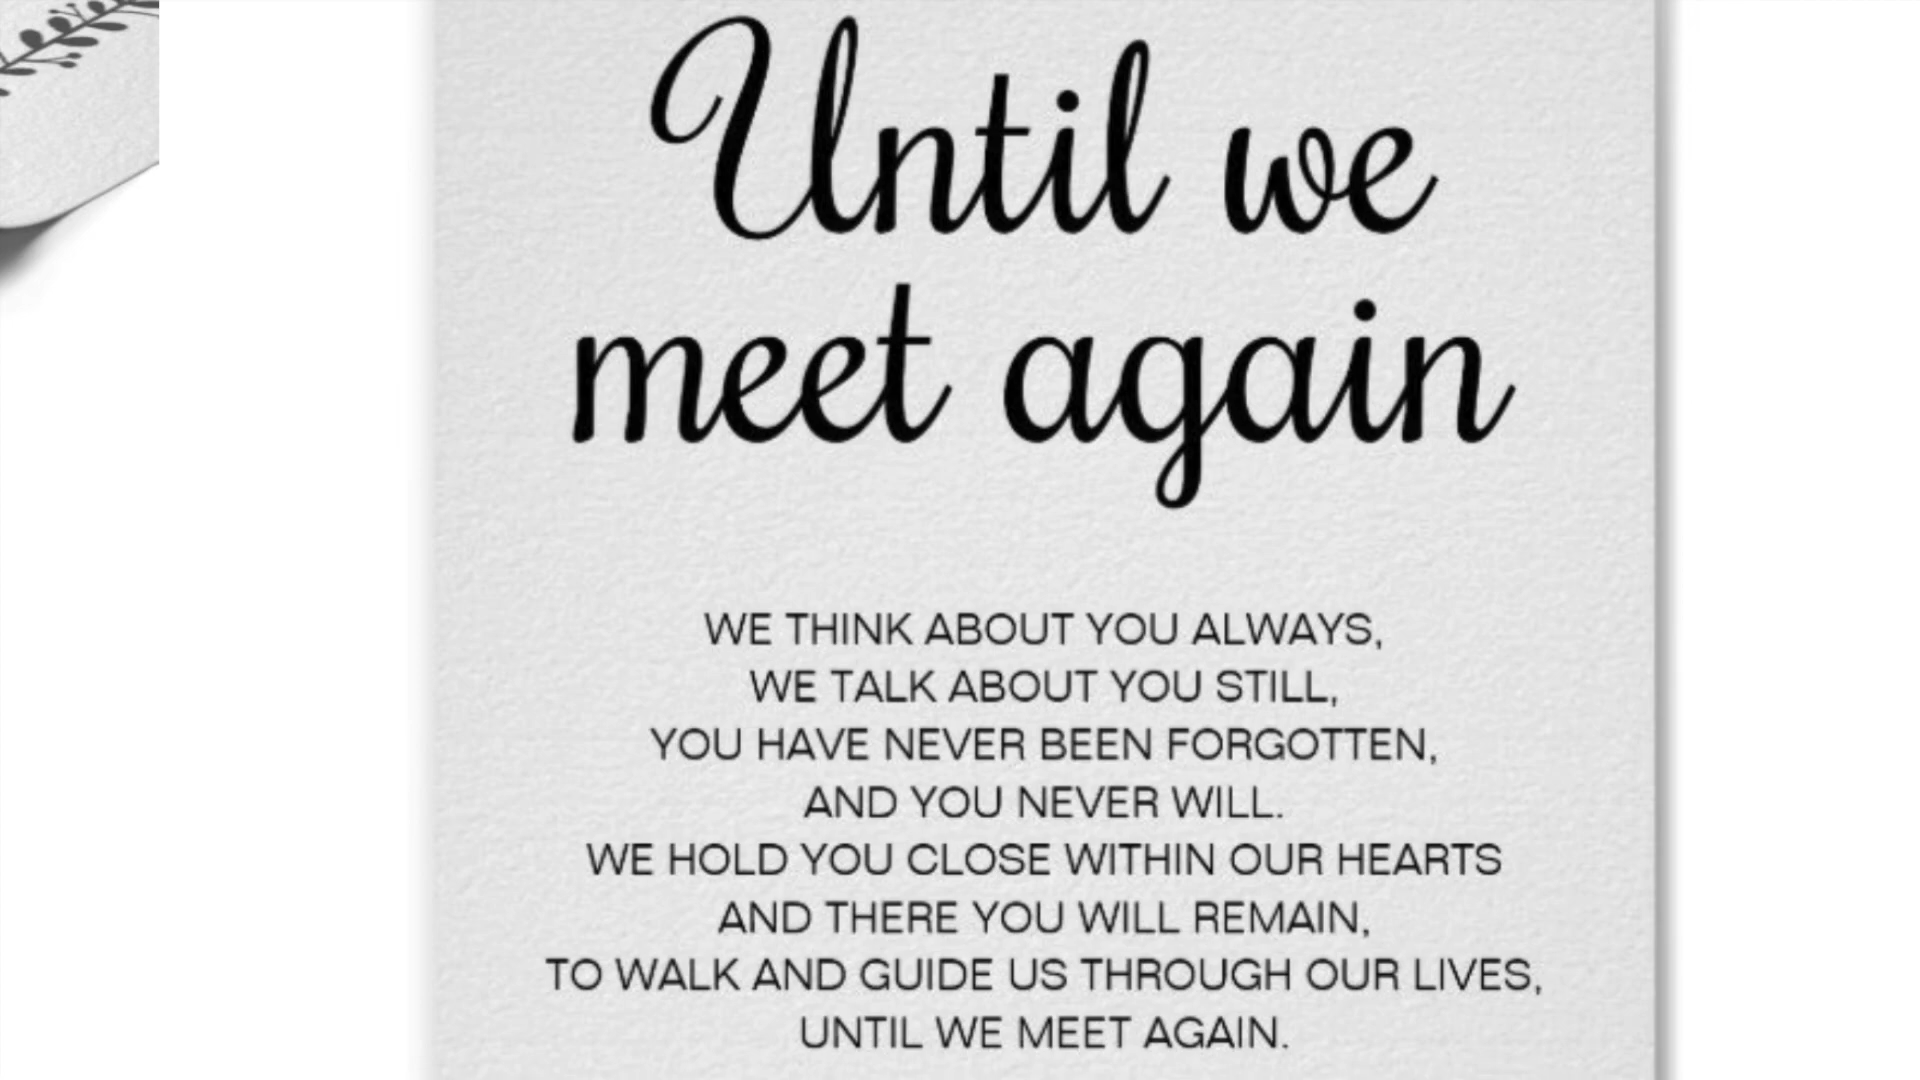 Until we
meet again
WE THINK ABOUT YOU ALWAYS,
WE TALK ABOUT YOU STILL,
YOU HAVE NEVER BEEN FORGOTTEN,
AND YOU NEVER WILL.
WE HOLD YOU CLOSE WITHIN OUR HEARTS
AND THERE YOU WILL REMAIN,
TO WALK AND GUIDE US THROUGH OUR LIVES,
UNTIL WE MEET AGAIN.